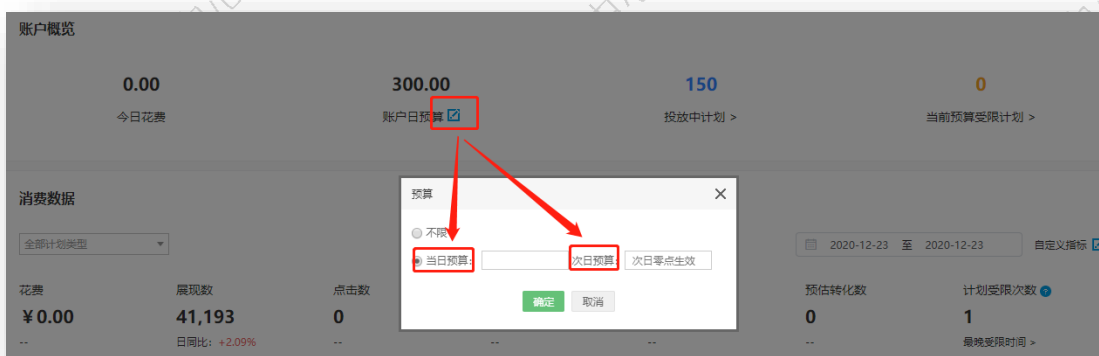 账户概览
0.00 300.00 150 0
今日花费 账户日预算 投放中计划 > 当前预算受限计划 >
消费数据
预算
不限
全部计划类型
2020-12-23 至 2020-12-23 自定义指标
当日预算: 次日预算: 次日零点生效
花费 展现数 点击数 预估转化数 计划受限次数
确定 取消
¥0.00 41,193 0 0 1
-- 日同比: +2.09% -- -- -- -- 最晚受限时间 >